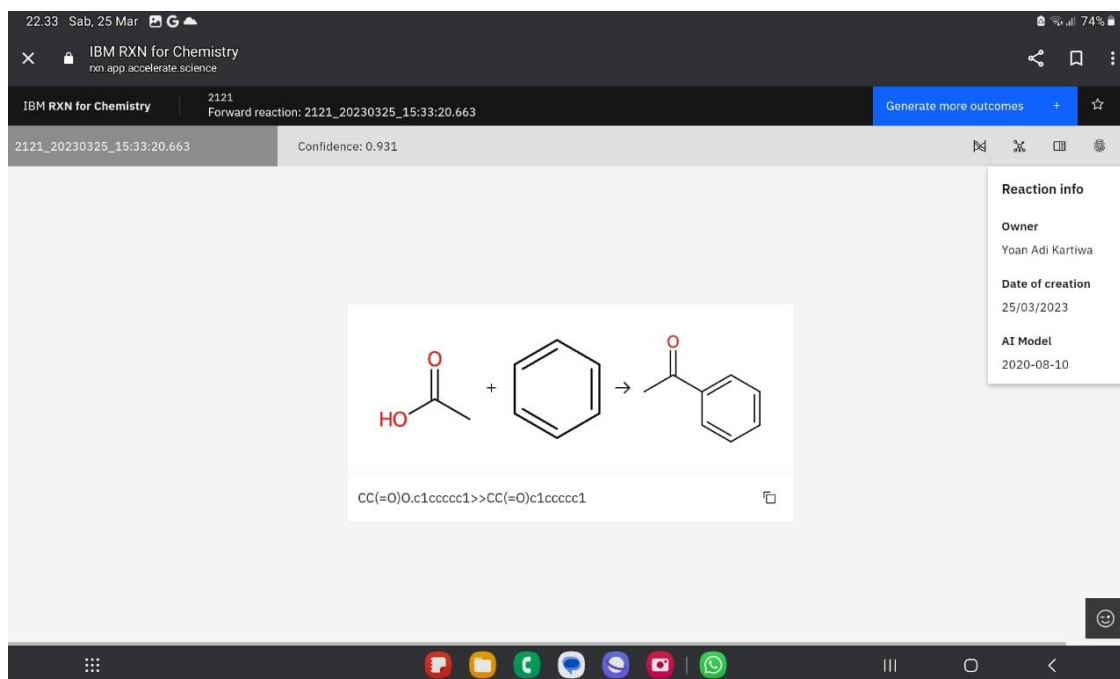 22.33 Sab, 25 Mar G 74%
IBM RXN for Chemistry
rxn.app.accelerate.science
IBM RXN for Chemistry
2121
Forward reaction: 2121_20230325_15:33:20.663
Generate more outcomes +
2121_20230325_15:33:20.663
Confidence: 0.931
Reaction info
Owner
Yoan Adi Kartiwa
Date of creation
25/03/2023
AI Model
2020-08-10
O
HO
+
→
O
CC(=O)O.c1ccccc1>>CC(=O)c1ccccc1